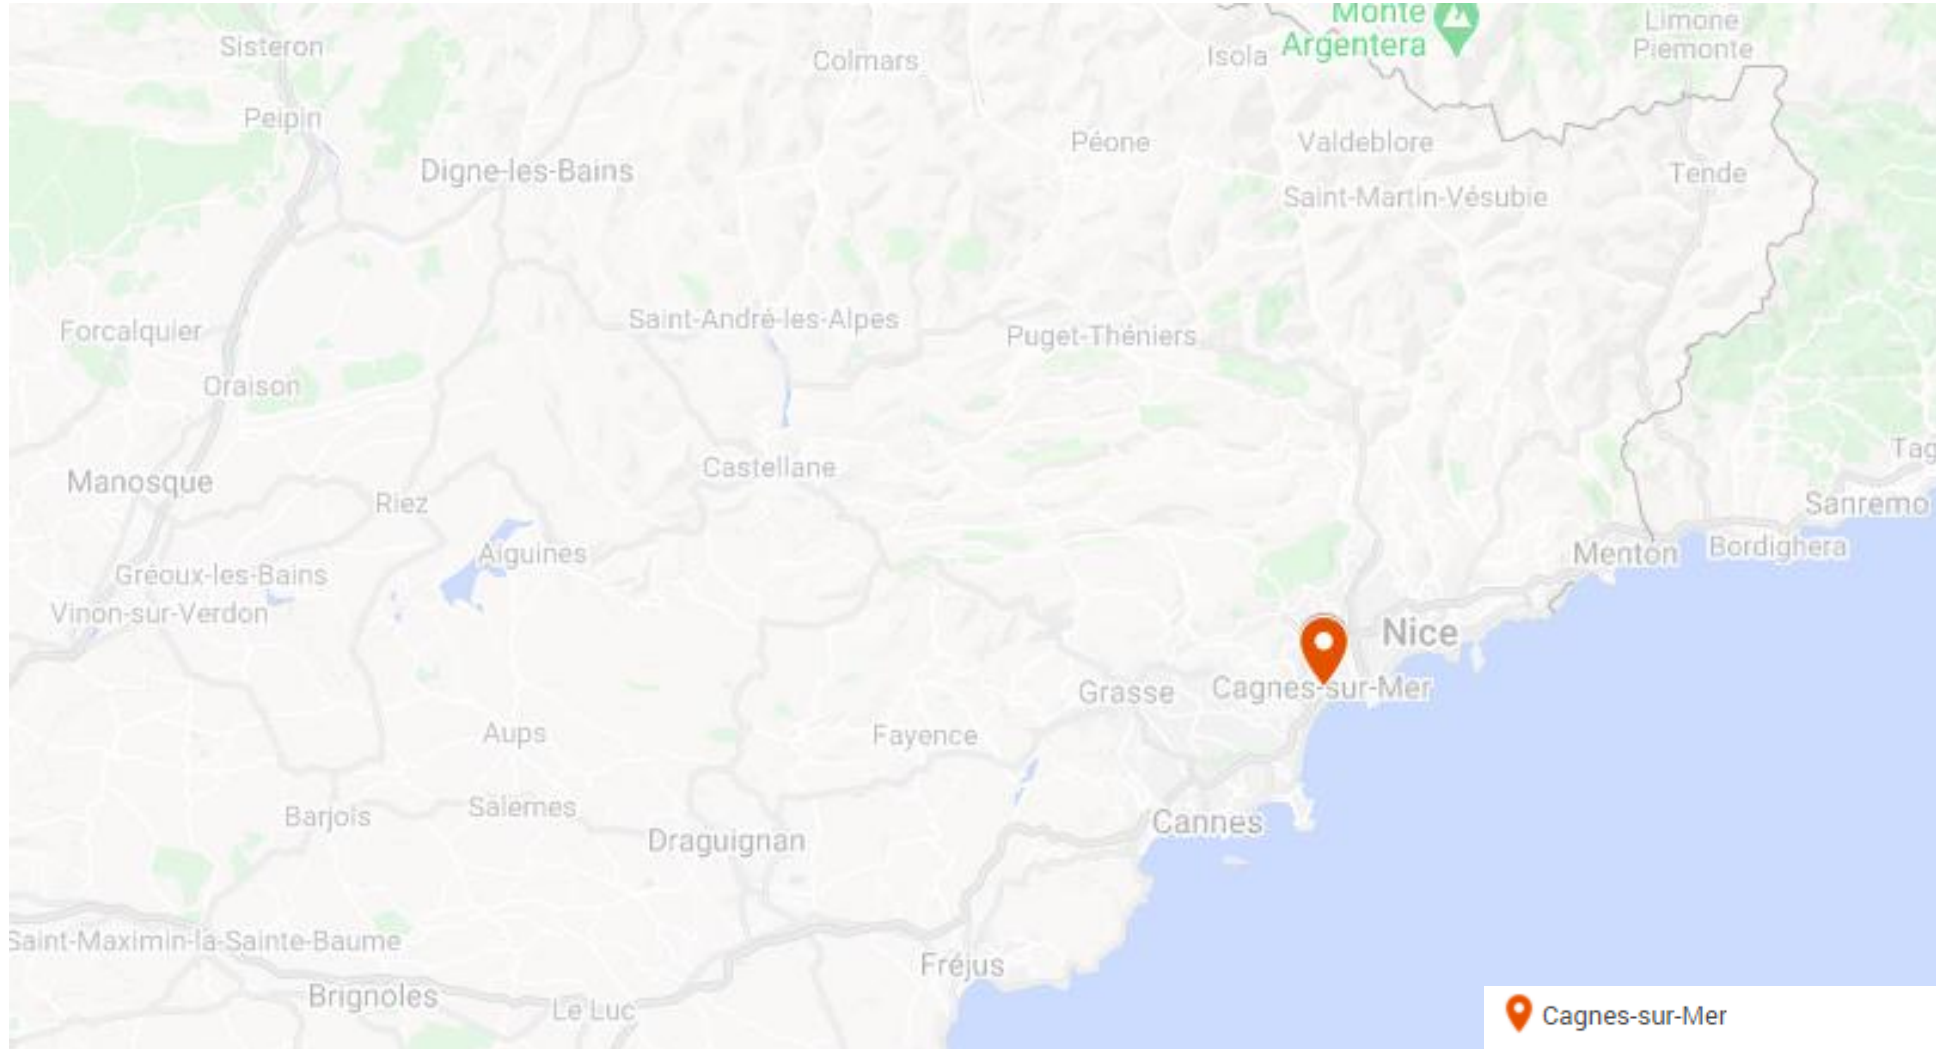 Monte
Argentera
Limone
Piemonte
Sisteron
Colmars
Isola
Peipin
Péone
Valdeblore
Digne-les-Bains
Tende
Saint-Martin-Vésubie
Forcalquier
Saint-André-les-Alpes
Puget-Théniers
Oraison
Tag
Castellane
Manosque
Riez
Sanremo
Aiguines
Menton
Bordighera
Gréoux-les-Bains
Vinon-sur-Verdon
Nice
Grasse
Cagnes-sur-Mer
Aups
Fayence
Salernes
Barjols
Cannes
Draguignan
Saint-Maximin-la-Sainte-Baume
Fréjus
Brignoles
Le Luc
Cagnes-sur-Mer